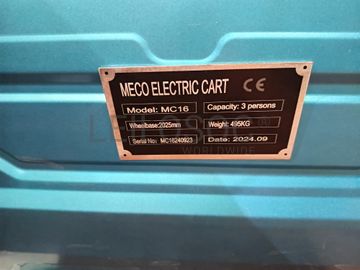 MECO ELECTRIC CART CE
Model: MC16 Capacity: 3 persons
Wheelbase: 2025mm Weight: 495KG
Serial No: MC16240923 Date: 2024.09
WORLDWIDE